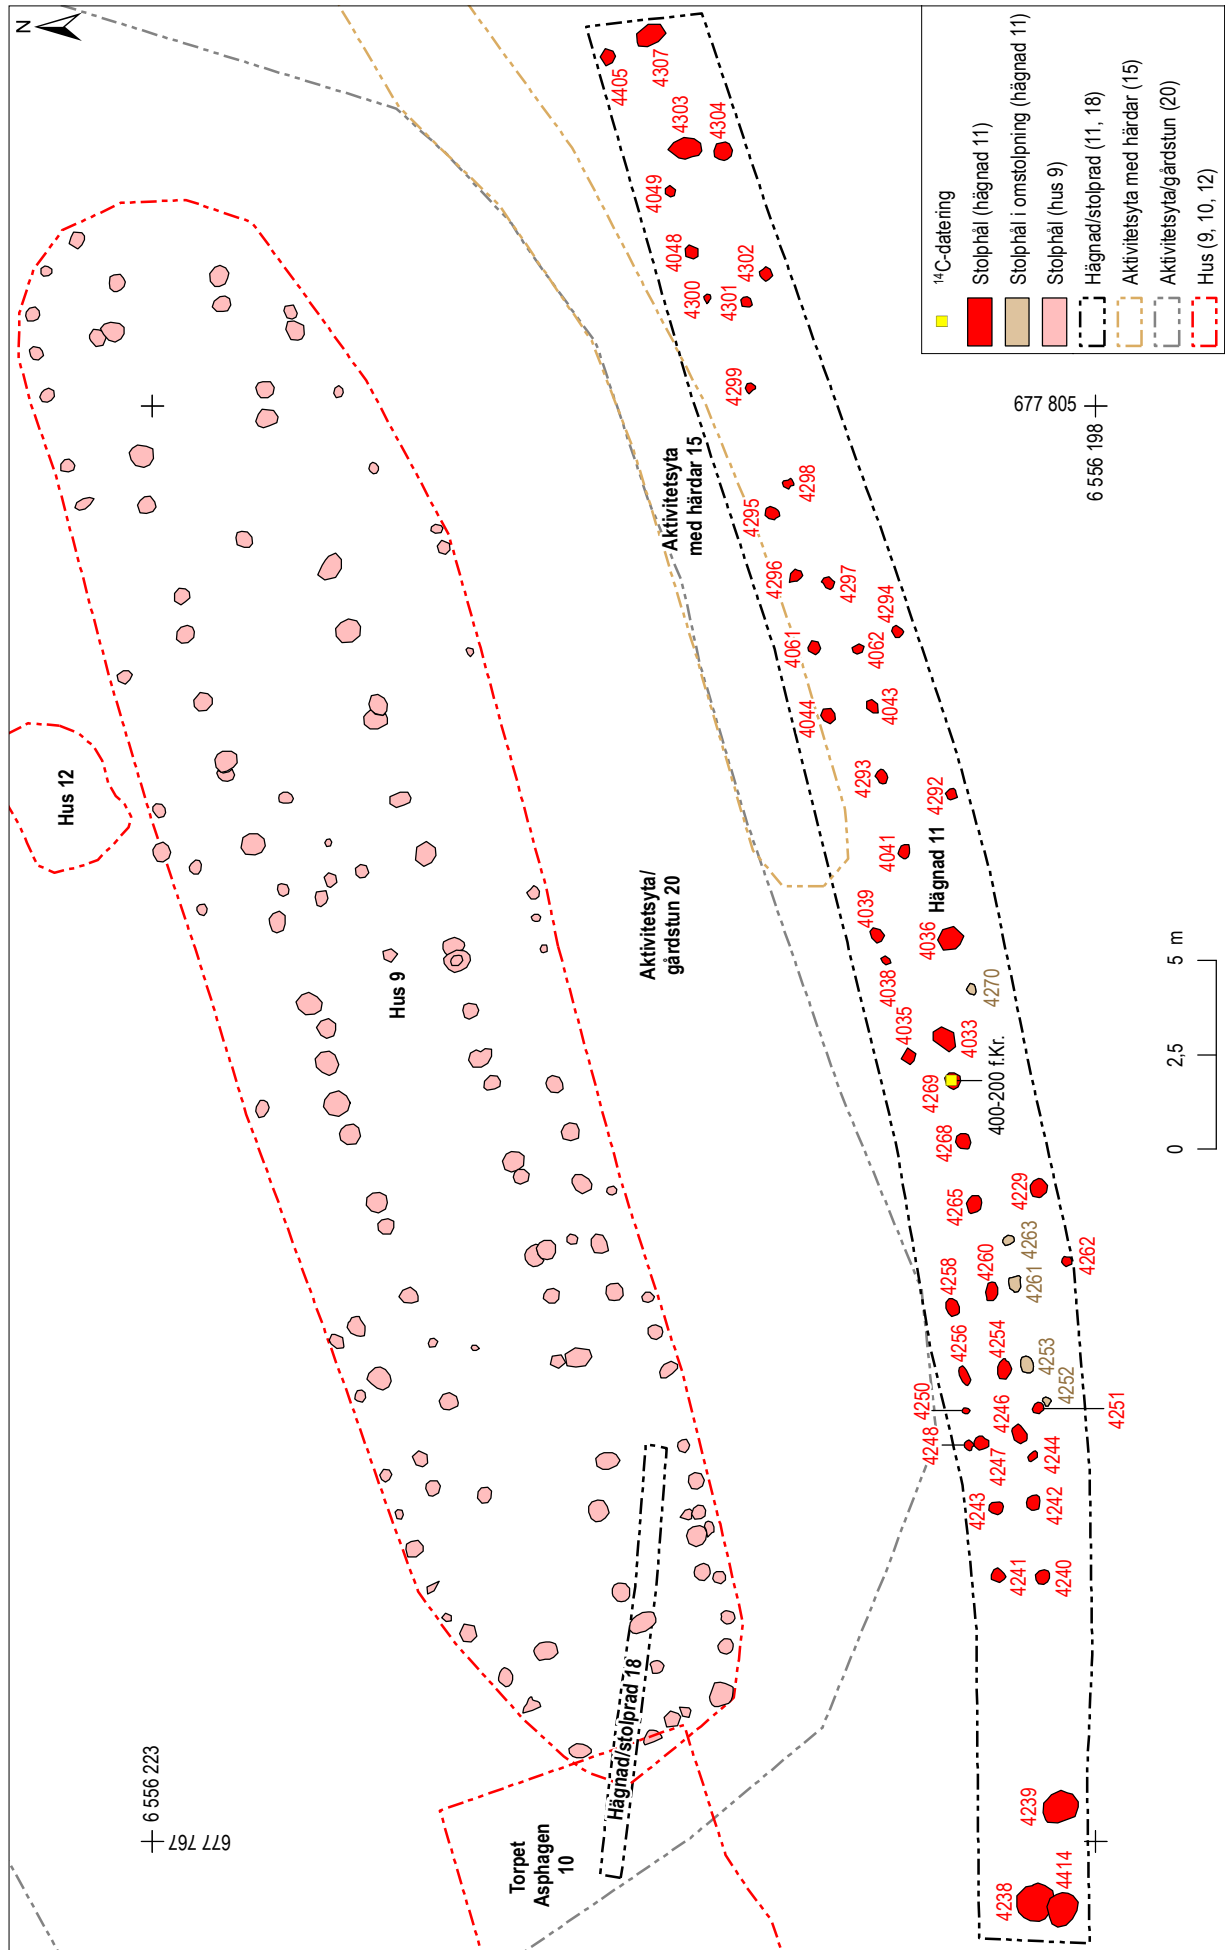 N
Hus 12
Hus 9
Aktivitetsyta/
gårdstun 20
Aktivitetsyta
med härdar 15
Hägnad 11
Hägnad/stolprad 18
Torpet
Asphagen
10
6 556 223
677 767
677 805
6 556 198
4405
4307
4303
4304
4049
4048
4300
4301
4302
4299
4298
4295
4296
4297
4294
4061
4062
4044
4043
4293
4292
4041
4039
4036
4038
4270
4035
4033
4269
400-200 f.Kr.
4268
4265
4229
4263
4258
4260
4261
4262
4256
4254
4253
4252
4250
4246
4251
4248
4247
4244
4243
4242
4241
4240
4239
4238
4414
0
2.5
5 m
14C-datering
Stolphål (hägnad 11)
Stolphål i omstolpning (hägnad 11)
Stolphål (hus 9)
Hägnad/stolprad (11, 18)
Aktivitetsyta med härdar (15)
Aktivitetsyta/gårdstun (20)
Hus (9, 10, 12)